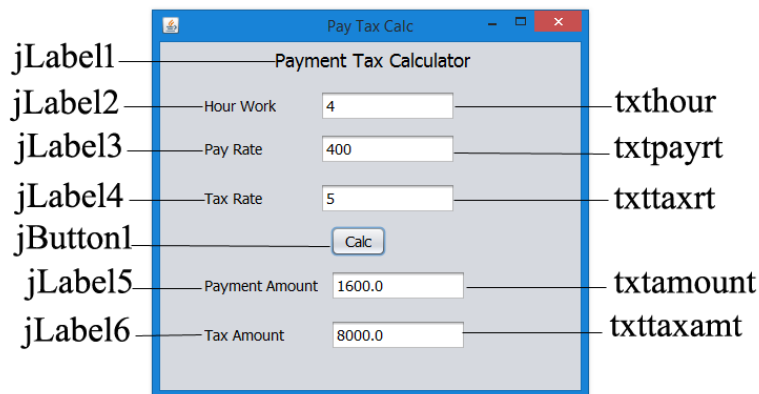 Pay Tax Calc
jLabel1 Payment Tax Calculator
jLabel2 Hour Work 4 txthour
jLabel3 Pay Rate 400 txtpayrt
jLabel4 Tax Rate 5 txttaxrt
jButton1 Calc
jLabel5 Payment Amount 1600.0 txtamount
jLabel6 Tax Amount 8000.0 txttaxamt